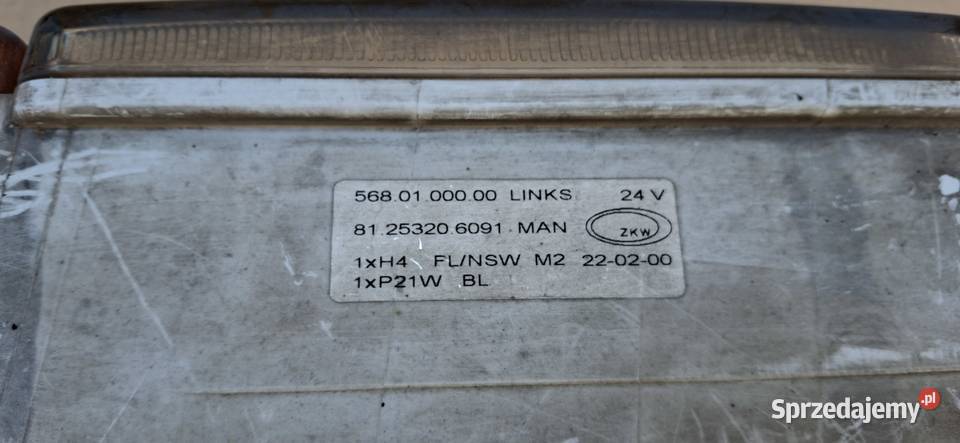 568.01.000.00 LINKS 24 V
81.25320.6091 MAN ZKW
1xH4 FL/NSW M2 22-02-00
1xP21W BL
Sprzedajemy.pl